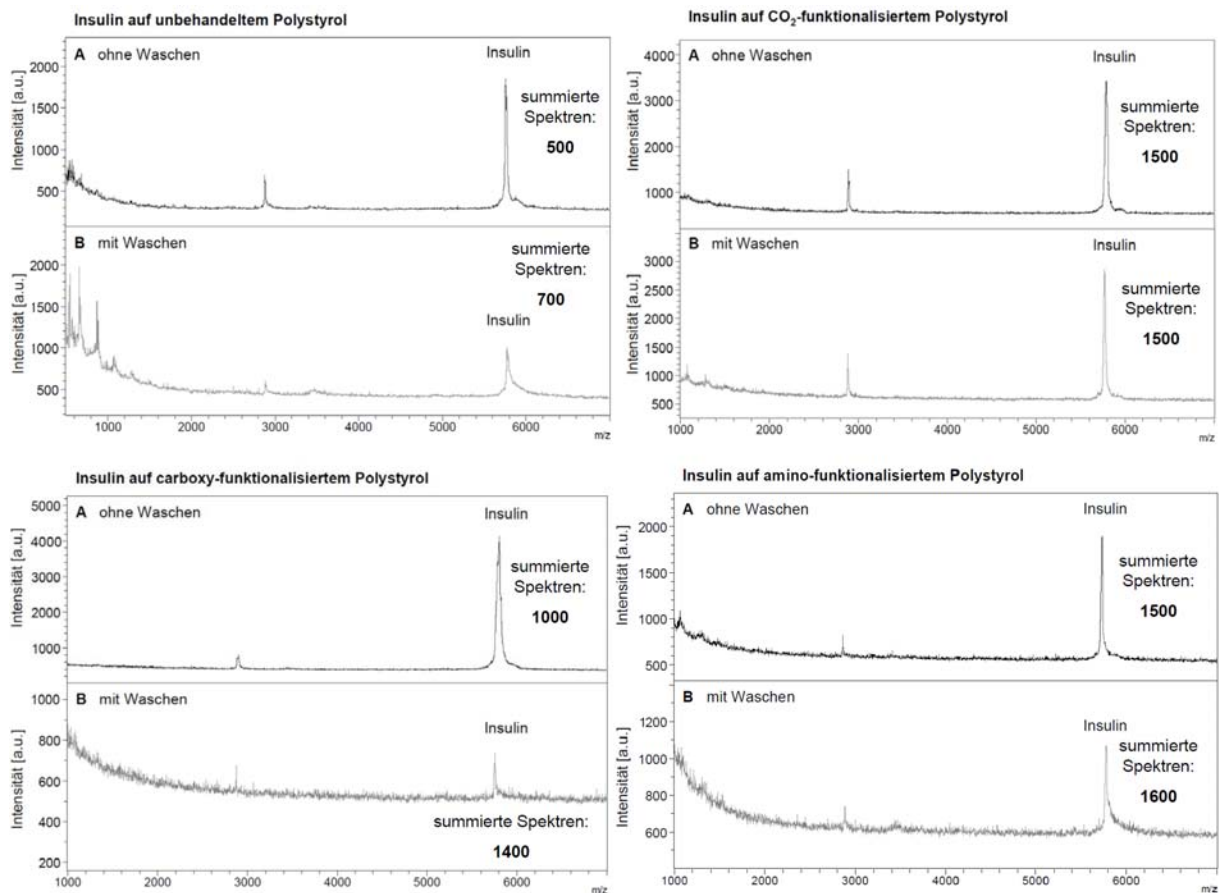 Insulin auf unbehandeltem Polystyrol
A ohne Waschen
Insulin
summierte
Spektren:
500
Intensität [a.u.]
2000
1500
1000
500
B mit Waschen
summierte
Spektren:
700
Insulin
Intensität [a.u.]
2000
1500
1000
500
1000 2000 3000 4000 5000 6000
m/z
Insulin auf CO₂-funktionalisiertem Polystyrol
A ohne Waschen
Insulin
summierte
Spektren:
1500
Intensität [a.u.]
4000
3000
2000
1000
B mit Waschen
Insulin
summierte
Spektren:
1500
Intensität [a.u.]
3000
2500
2000
1500
1000
500
1000 2000 3000 4000 5000 6000
m/z
Insulin auf carboxy-funktionalisiertem Polystyrol
A ohne Waschen
Insulin
summierte
Spektren:
1000
Intensität [a.u.]
5000
4000
3000
2000
1000
B mit Waschen
Insulin
summierte Spektren:
1400
Intensität [a.u.]
1000
800
600
400
200
1000 2000 3000 4000 5000 6000
m/z
Insulin auf amino-funktionalisiertem Polystyrol
A ohne Waschen
Insulin
summierte
Spektren:
1500
Intensität [a.u.]
2000
1500
1000
500
B mit Waschen
Insulin
summierte
Spektren:
1600
Intensität [a.u.]
1200
1000
800
600
1000 2000 3000 4000 5000 6000
m/z